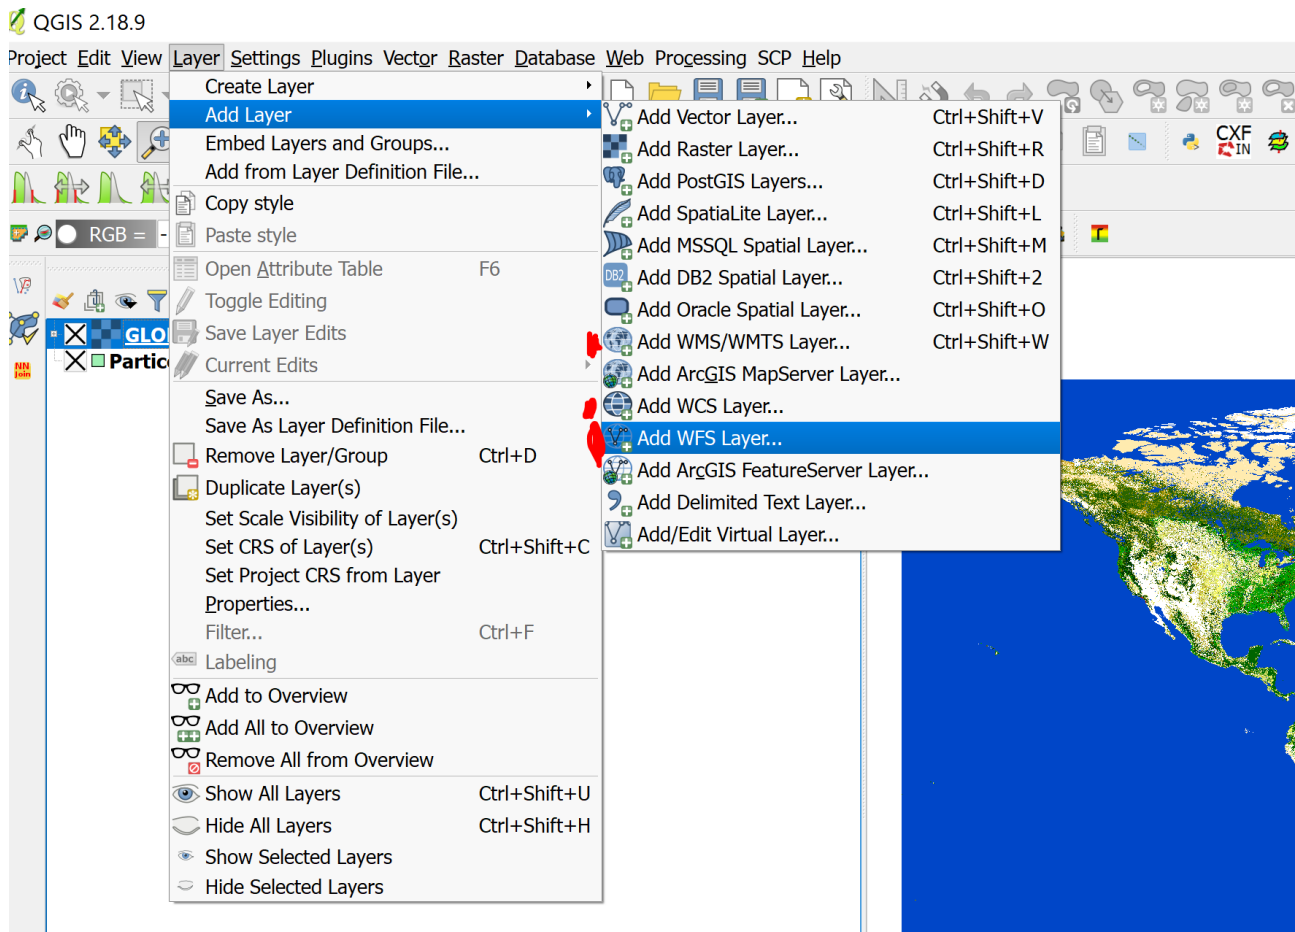 QGIS 2.18.9
Project Edit View Layer Settings Plugins Vector Raster Database Web Processing SCP Help
Create Layer
Add Layer
Embed Layers and Groups...
Add from Layer Definition File...
Copy style
Paste style
Open Attribute Table F6
Toggle Editing
Save Layer Edits
Current Edits
Save As...
Save As Layer Definition File...
Remove Layer/Group Ctrl+D
Duplicate Layer(s)
Set Scale Visibility of Layer(s)
Set CRS of Layer(s) Ctrl+Shift+C
Set Project CRS from Layer
Properties...
Filter... Ctrl+F
abc Labeling
Add to Overview
Add All to Overview
Remove All from Overview
Show All Layers Ctrl+Shift+U
Hide All Layers Ctrl+Shift+H
Show Selected Layers
Hide Selected Layers
Add Vector Layer... Ctrl+Shift+V
Add Raster Layer... Ctrl+Shift+R
Add PostGIS Layers... Ctrl+Shift+D
Add SpatiaLite Layer... Ctrl+Shift+L
Add MSSQL Spatial Layer... Ctrl+Shift+M
DB2 Add DB2 Spatial Layer... Ctrl+Shift+2
Add Oracle Spatial Layer... Ctrl+Shift+O
Add WMS/WMTS Layer... Ctrl+Shift+W
Add ArcGIS MapServer Layer...
Add WCS Layer...
Add WFS Layer...
Add ArcGIS FeatureServer Layer...
Add Delimited Text Layer...
Add/Edit Virtual Layer...
RGB = -
GLO
Partic
NN
Join
CXF
IN
r